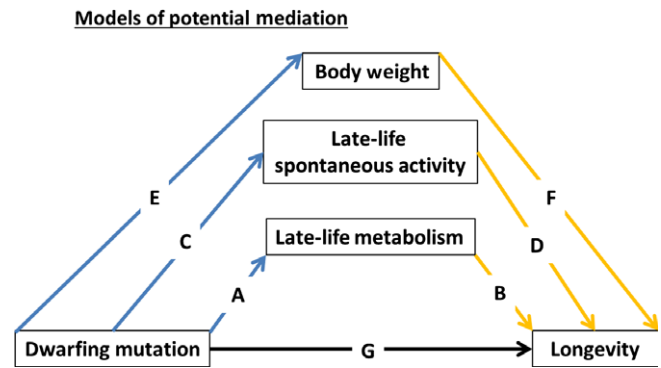 Models of potential mediation
Body weight
Late-life
spontaneous activity
E
F
C
D
Late-life metabolism
A
B
Dwarfing mutation
G
Longevity